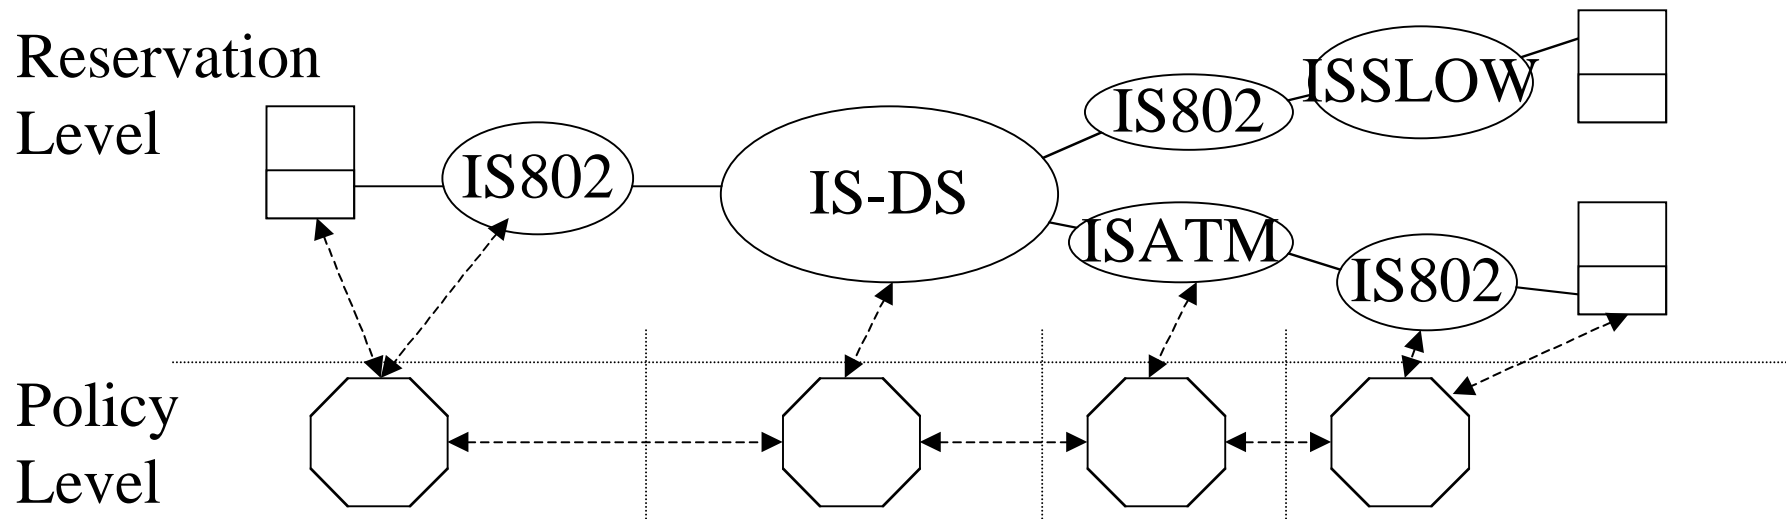 Reservation
Level
IS802
IS-DS
IS802
ISSLOW
ISATM
IS802
Policy
Level